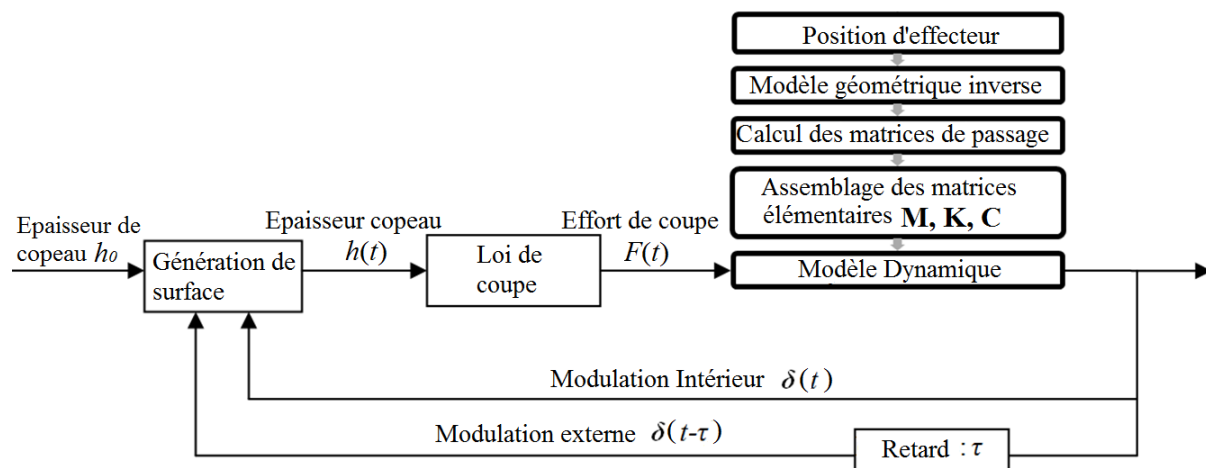 Position d'effecteur
Modèle géométrique inverse
Calcul des matrices de passage
Assemblage des matrices
élémentaires M, K, C
Modèle Dynamique
Epaisseur de
copeau h0
Génération de
surface
Epaisseur copeau
h(t)
Loi de
coupe
Effort de coupe
F(t)
Modulation Intérieur δ(t)
Modulation externe δ(t-τ)
Retard : τ